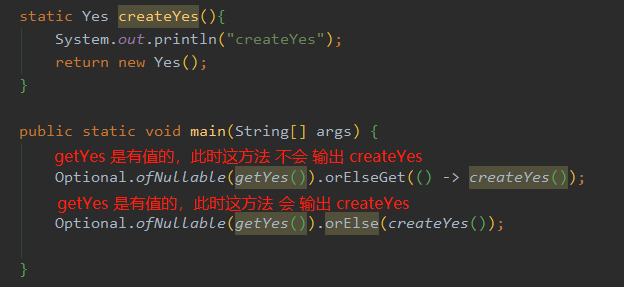 static Yes createYes(){
System.out.println("createYes");
return new Yes();
}
public static void main(String[] args) {
getYes 是有值的，此时这方法 不会 输出 createYes
Optional.ofNullable(getYes()).orElseGet(() -> createYes());
getYes 是有值的，此时这方法 会 输出 createYes
Optional.ofNullable(getYes()).orElse(createYes());
}